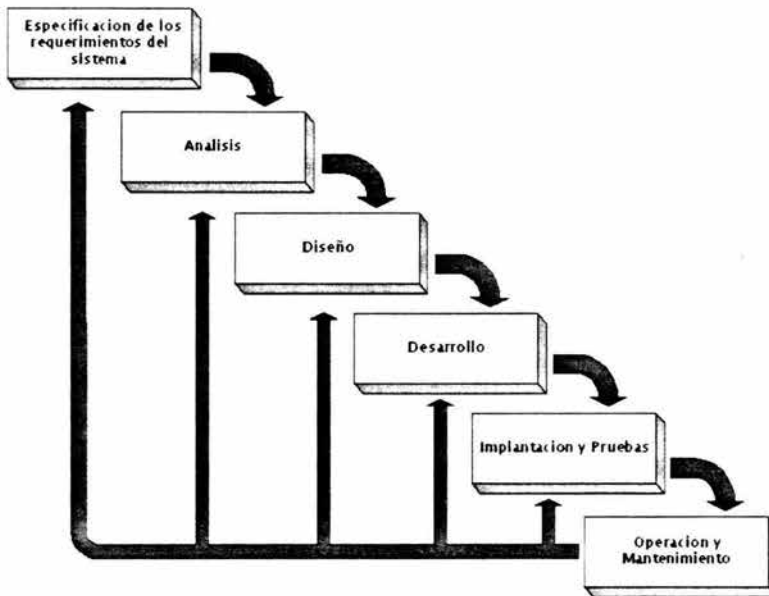 Especificacion de los
requerimientos del
sistema
Analisis
Diseño
Desarrollo
Implantacion y Pruebas
Operacion y
Mantenimiento